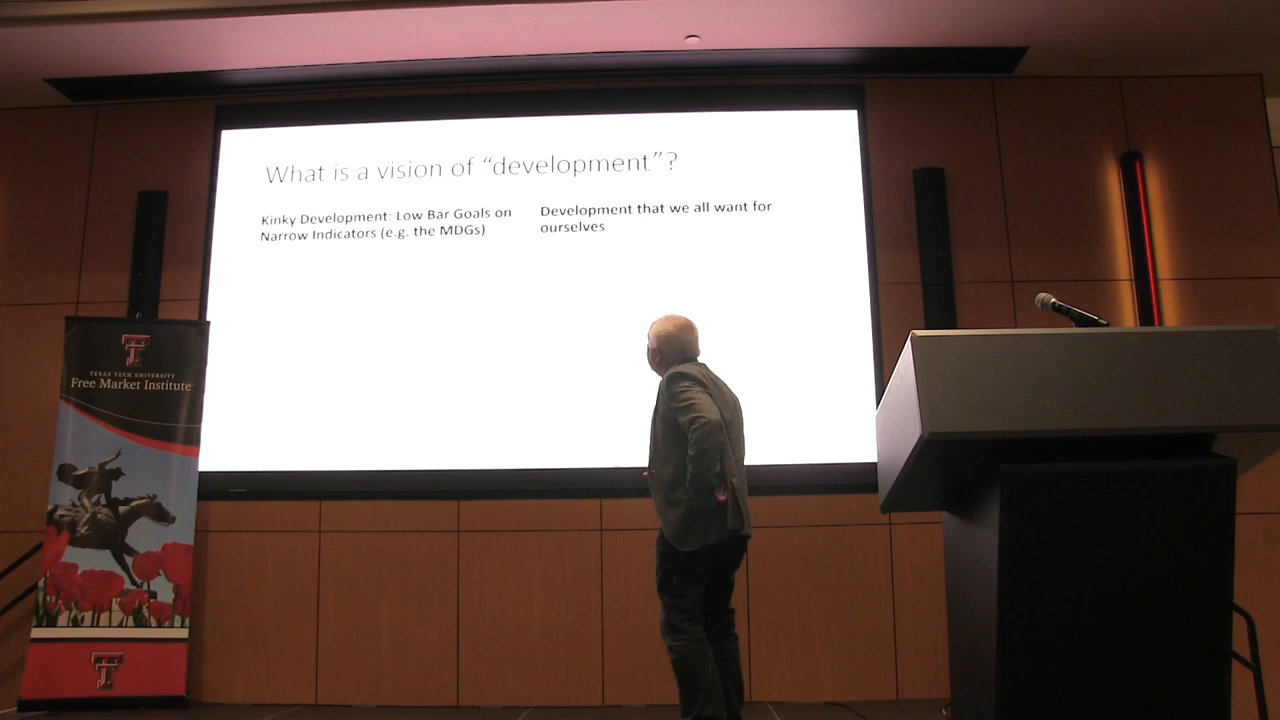 What is a vision of “development”?
Kinky Development: Low Bar Goals on
Narrow Indicators (e.g. the MDGs)
Development that we all want for
ourselves
TEXAS TECH UNIVERSITY
Free Market Institute